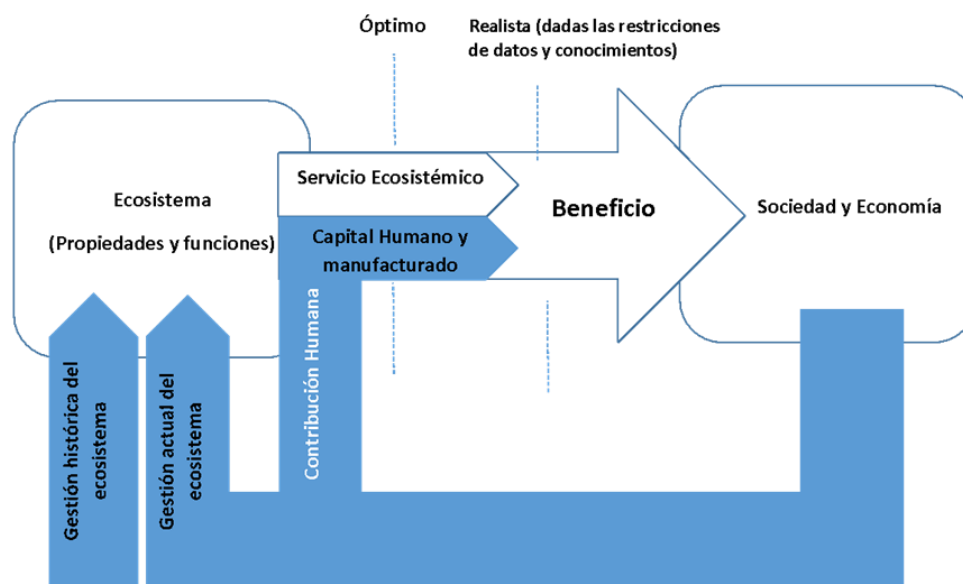 Óptimo
Realista (dadas las restricciones
de datos y conocimientos)
Ecosistema
(Propiedades y funciones)
Servicio Ecosistémico
Capital Humano y
manufacturado
Beneficio
Sociedad y Economía
Gestión histórica del
ecosistema
Gestión actual del
ecosistema
Contribución Humana